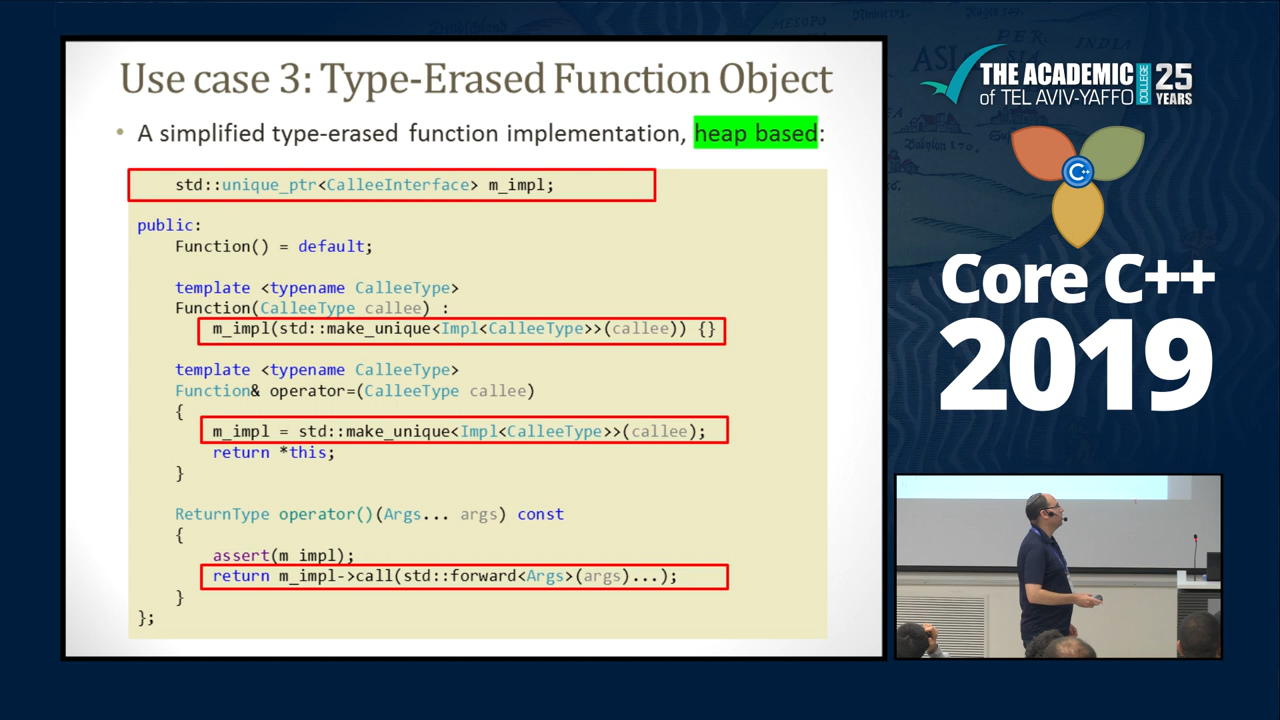 Use case 3: Type-Erased Function Object
• A simplified type-erased function implementation, heap based:
std::unique_ptr<CalleeInterface> m_impl;
public:
Function() = default;
template <typename CalleeType>
Function(CalleeType callee) :
m_impl(std::make_unique<Impl<CalleeType>>(callee)) {}
template <typename CalleeType>
Function& operator=(CalleeType callee)
{
m_impl = std::make_unique<Impl<CalleeType>>(callee);
return *this;
}
ReturnType operator()(Args... args) const
{
assert(m_impl);
return m_impl->call(std::forward<Args>(args)...);
}
};
THE ACADEMIC
of TEL AVIV-YAFFO
COLLEGE
25
YEARS
C++
Core C++
2019